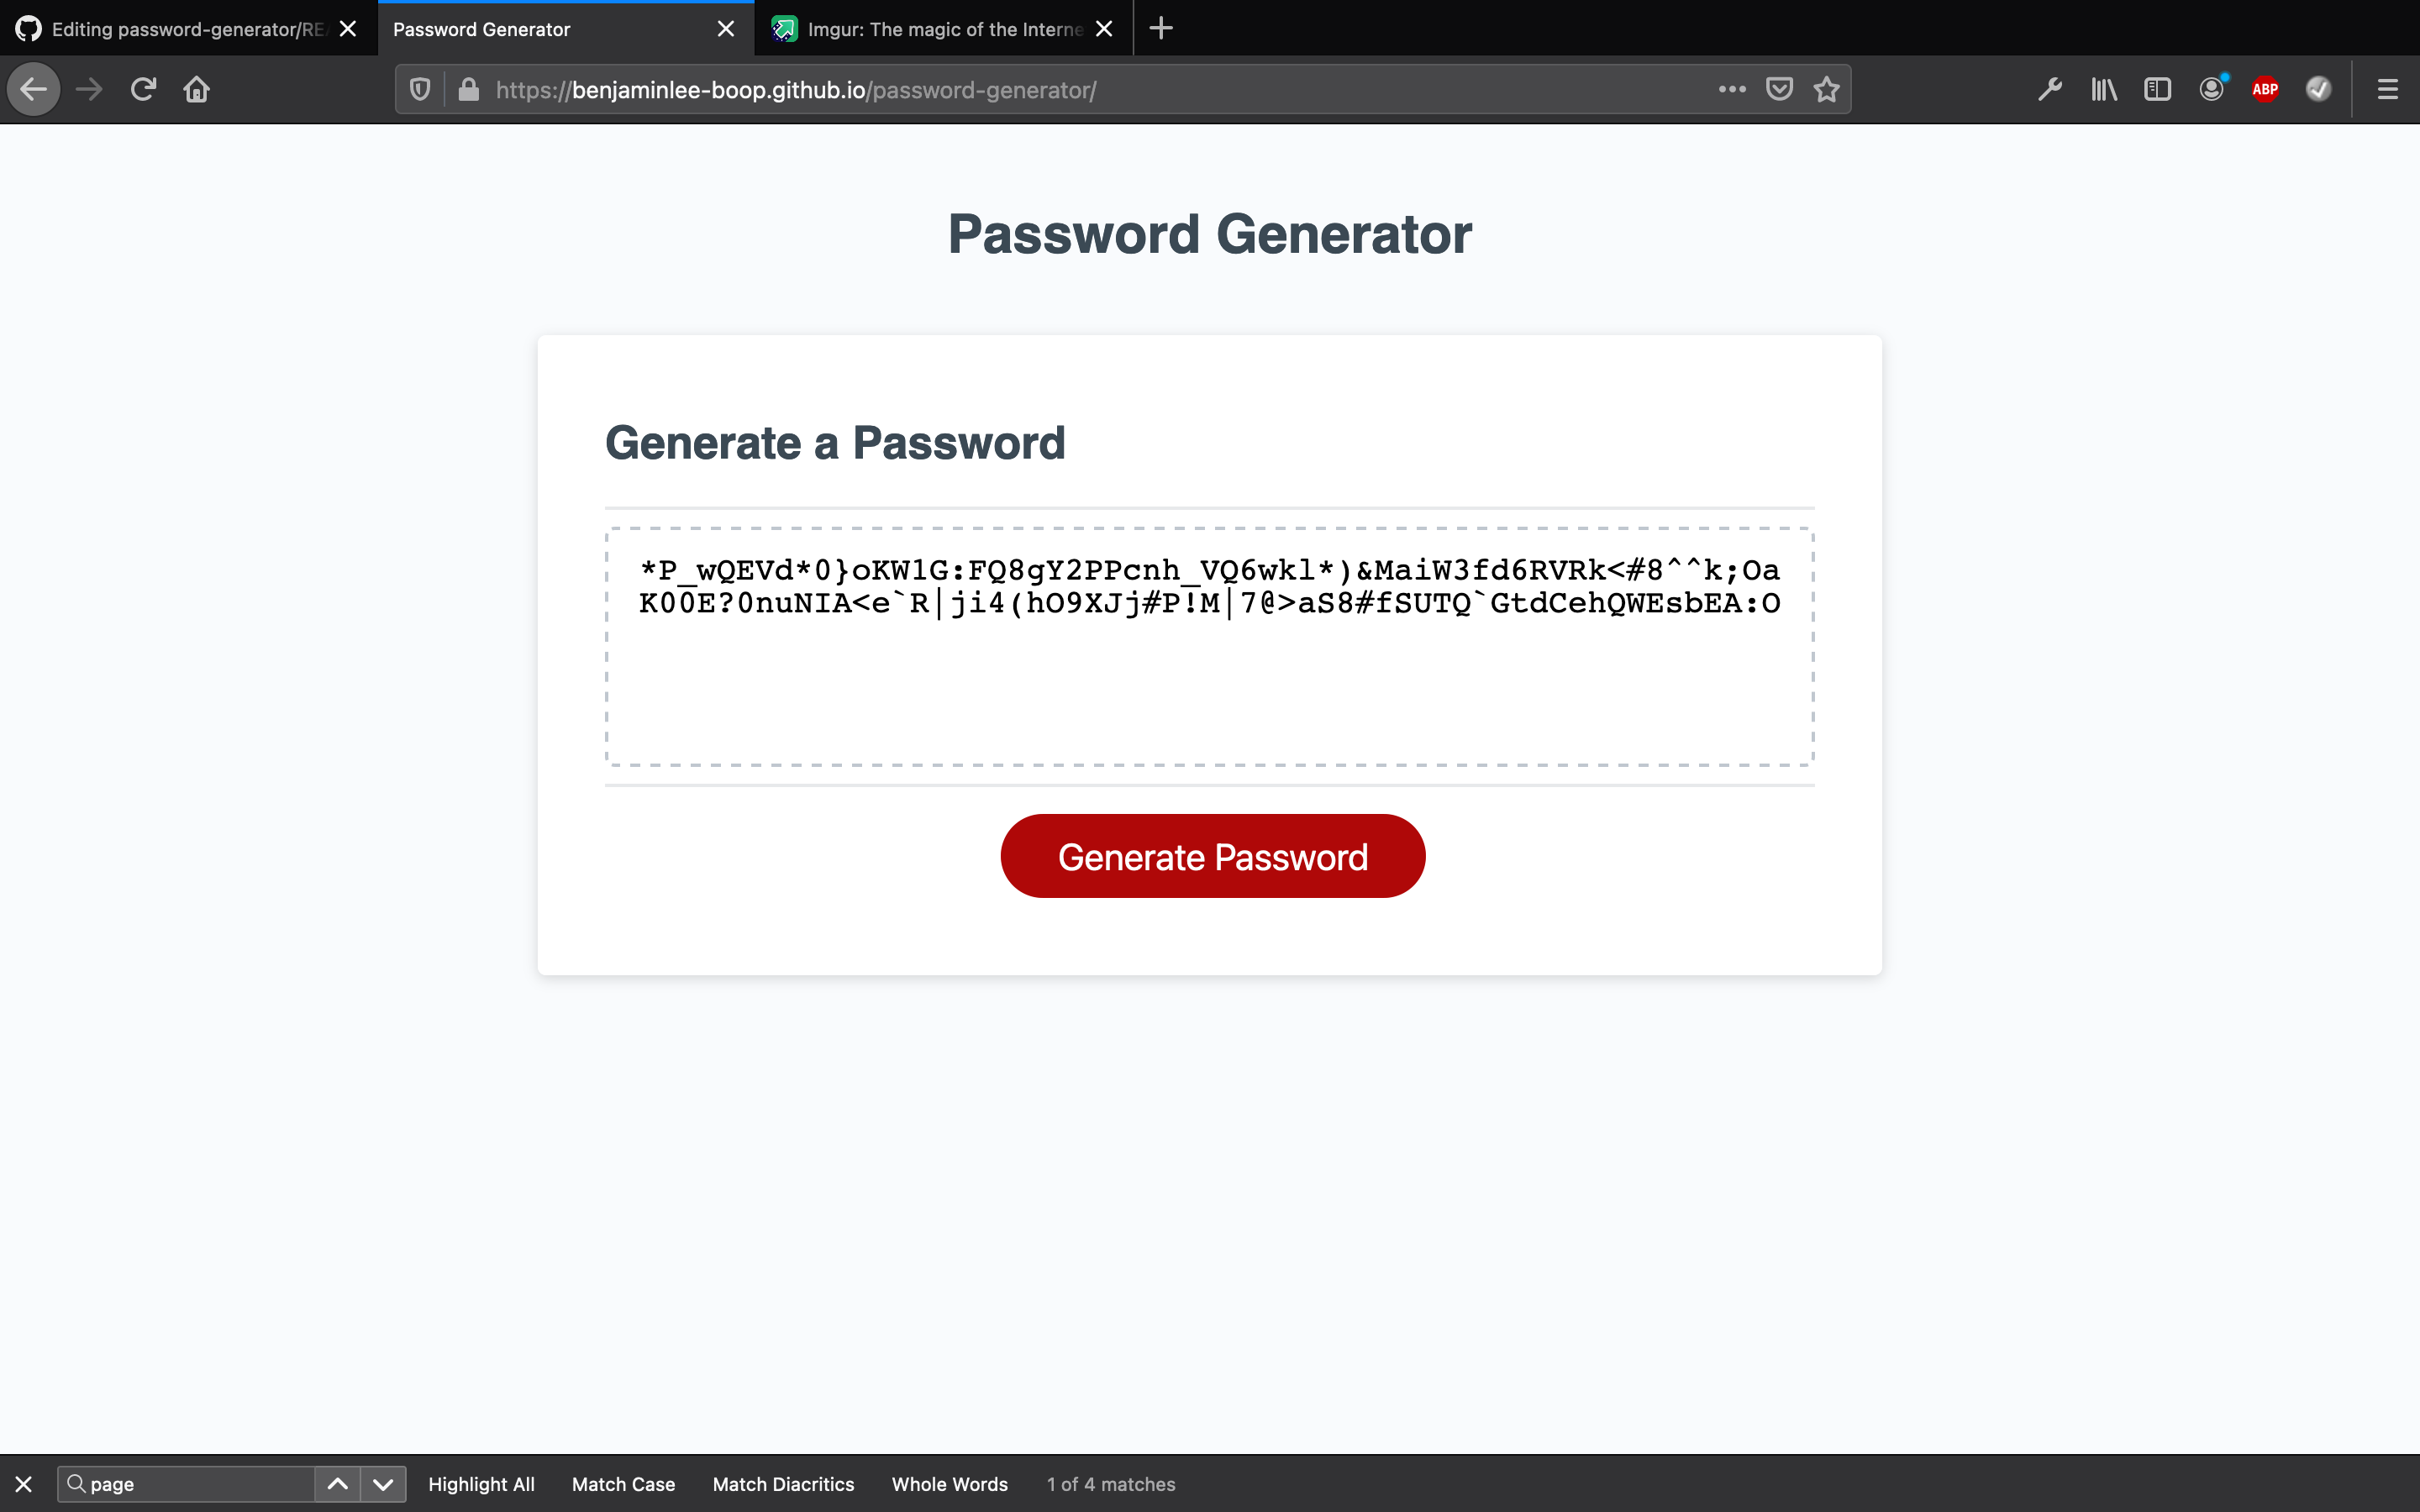 Editing password-generator/RE
Password Generator
Imgur: The magic of the Interne
https://benjaminlee-boop.github.io/password-generator/
ABP
Password Generator
Generate a Password
*P_wQEVd*0}oKW1G:FQ8gY2PPcnh_VQ6wkl*)&MaiW3fd6RVRk<#8^^k;Oa
K00E?0nuNIA<e`R|ji4(hO9XJj#P!M|7@>aS8#fSUTQ`GtdCehQWEsbEA:O
Generate Password
page
Highlight All
Match Case
Match Diacritics
Whole Words
1 of 4 matches